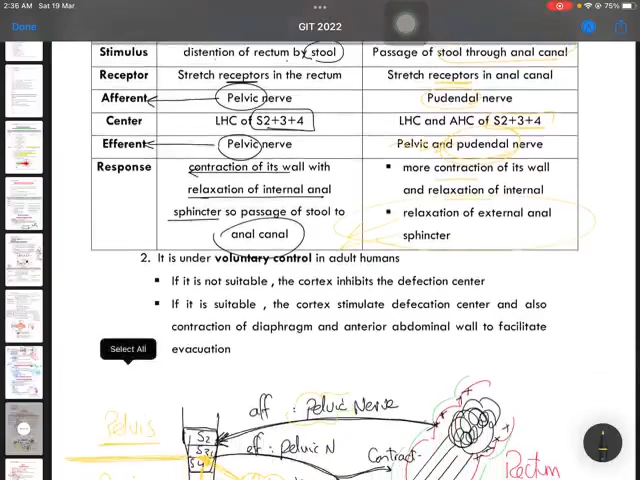 2:36 AM Sat 19 Mar
75%
Done
GIT 2022
Stimulus distention of rectum by stool Passage of stool through anal canal
Receptor Stretch receptors in the rectum Stretch receptors in anal canal
Afferent Pelvic nerve Pudendal nerve
Center LHC of S2+3+4 LHC and AHC of S2+3+4
Efferent Pelvic nerve Pelvic and pudendal nerve
Response contraction of its wall with ▪ more contraction of its wall
relaxation of internal anal and relaxation of internal
sphincter so passage of stool to ▪ relaxation of external anal
anal canal sphincter
2. It is under voluntary control in adult humans
▪ If it is not suitable , the cortex inhibits the defection center
▪ If it is suitable , the cortex stimulate defecation center and also
contraction of diaphragm and anterior abdominal wall to facilitate
evacuation
Select All
aff : Pelvic Nerve
Pelvis
S2
S3
S4
ef : Pelvic N
Contract
Rectum